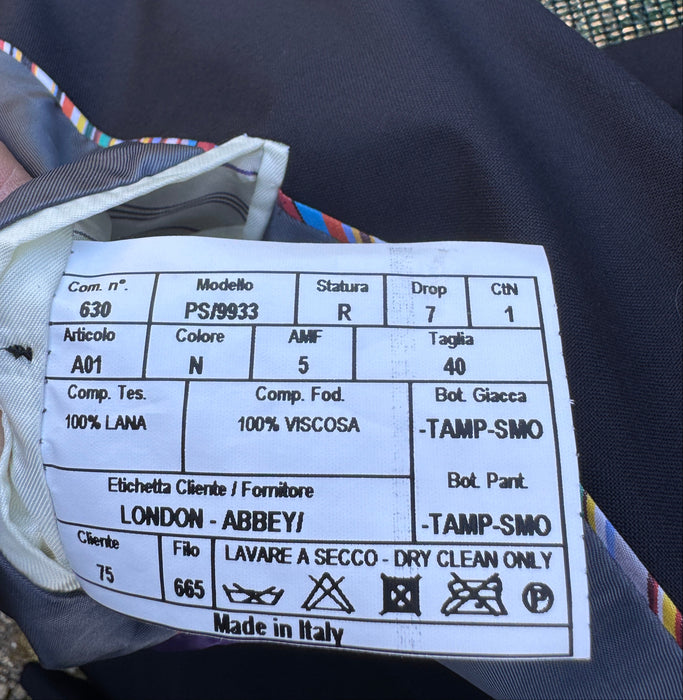 Com. n°. Modello Statura Drop CtN
630 PS/9933 R 7 1
Articolo Colore AMF Taglia
A01 N 5 40
Comp. Tes. Comp. Fod. Bot. Giacca
100% LANA 100% VISCOSA -TAMP-SMO
Etichetta Cliente / Fornitore Bot. Pant.
LONDON - ABBEY/ -TAMP-SMO
Cliente Filo LAVARE A SECCO - DRY CLEAN ONLY
75 665 P
Made in Italy